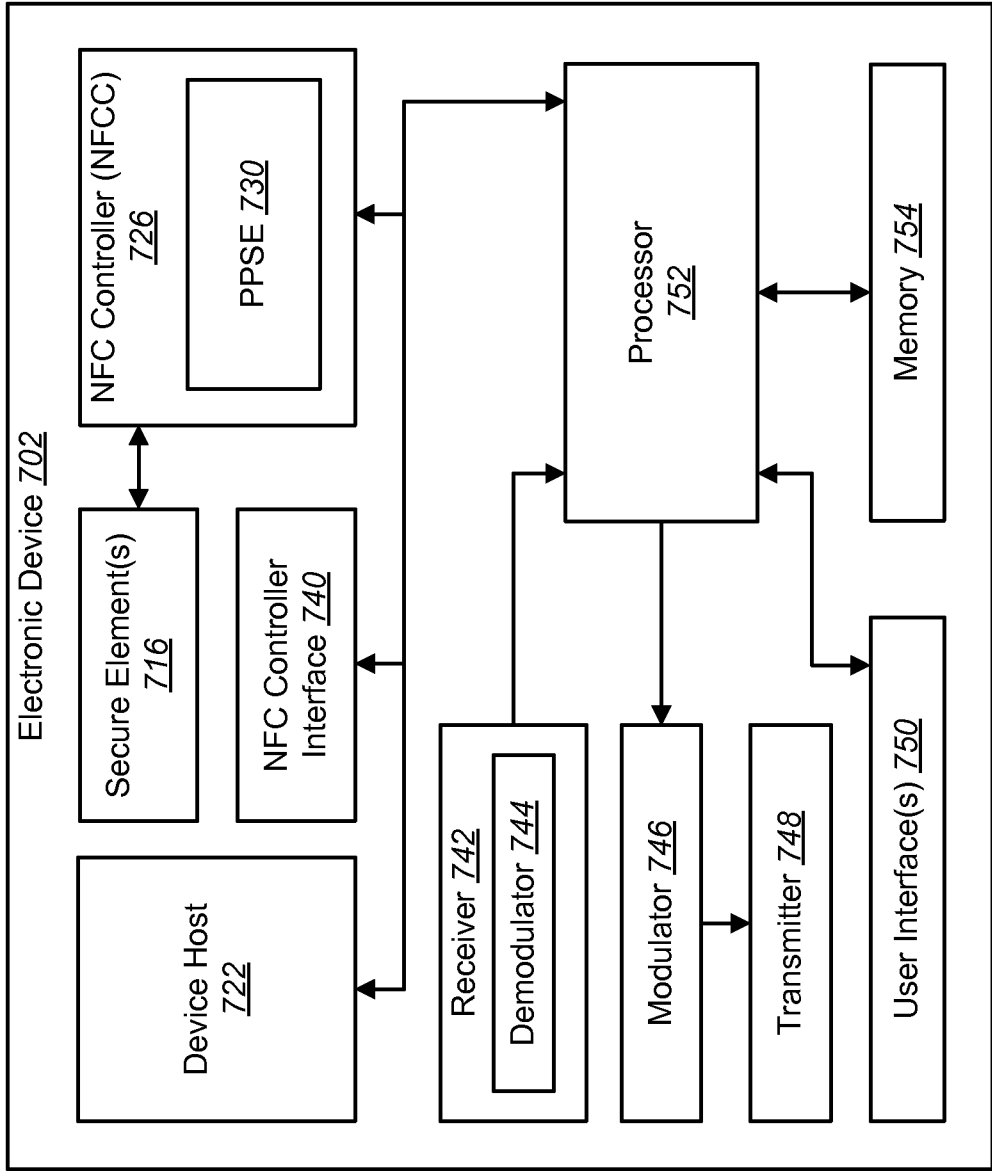 Electronic Device 702
Device Host
722
Secure Element(s)
716
NFC Controller (NFCC)
726
PPSE 730
NFC Controller
Interface 740
Receiver 742
Demodulator 744
Modulator 746
Transmitter 748
Processor
752
User Interface(s) 750
Memory 754